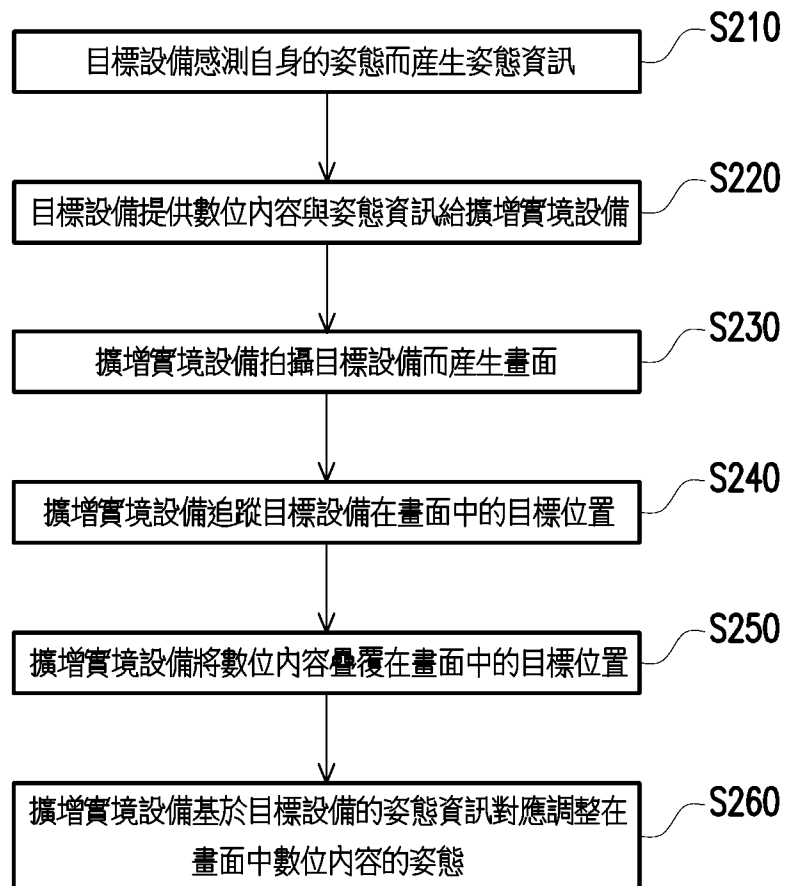 S210
目標設備感測自身的姿態而產生姿態資訊
S220
目標設備提供數位內容與姿態資訊給擴增實境設備
S230
擴增實境設備拍攝目標設備而產生畫面
S240
擴增實境設備追蹤目標設備在畫面中的目標位置
S250
擴增實境設備將數位內容疊覆在畫面中的目標位置
S260
擴增實境設備基於目標設備的姿態資訊對應調整在
畫面中數位內容的姿態